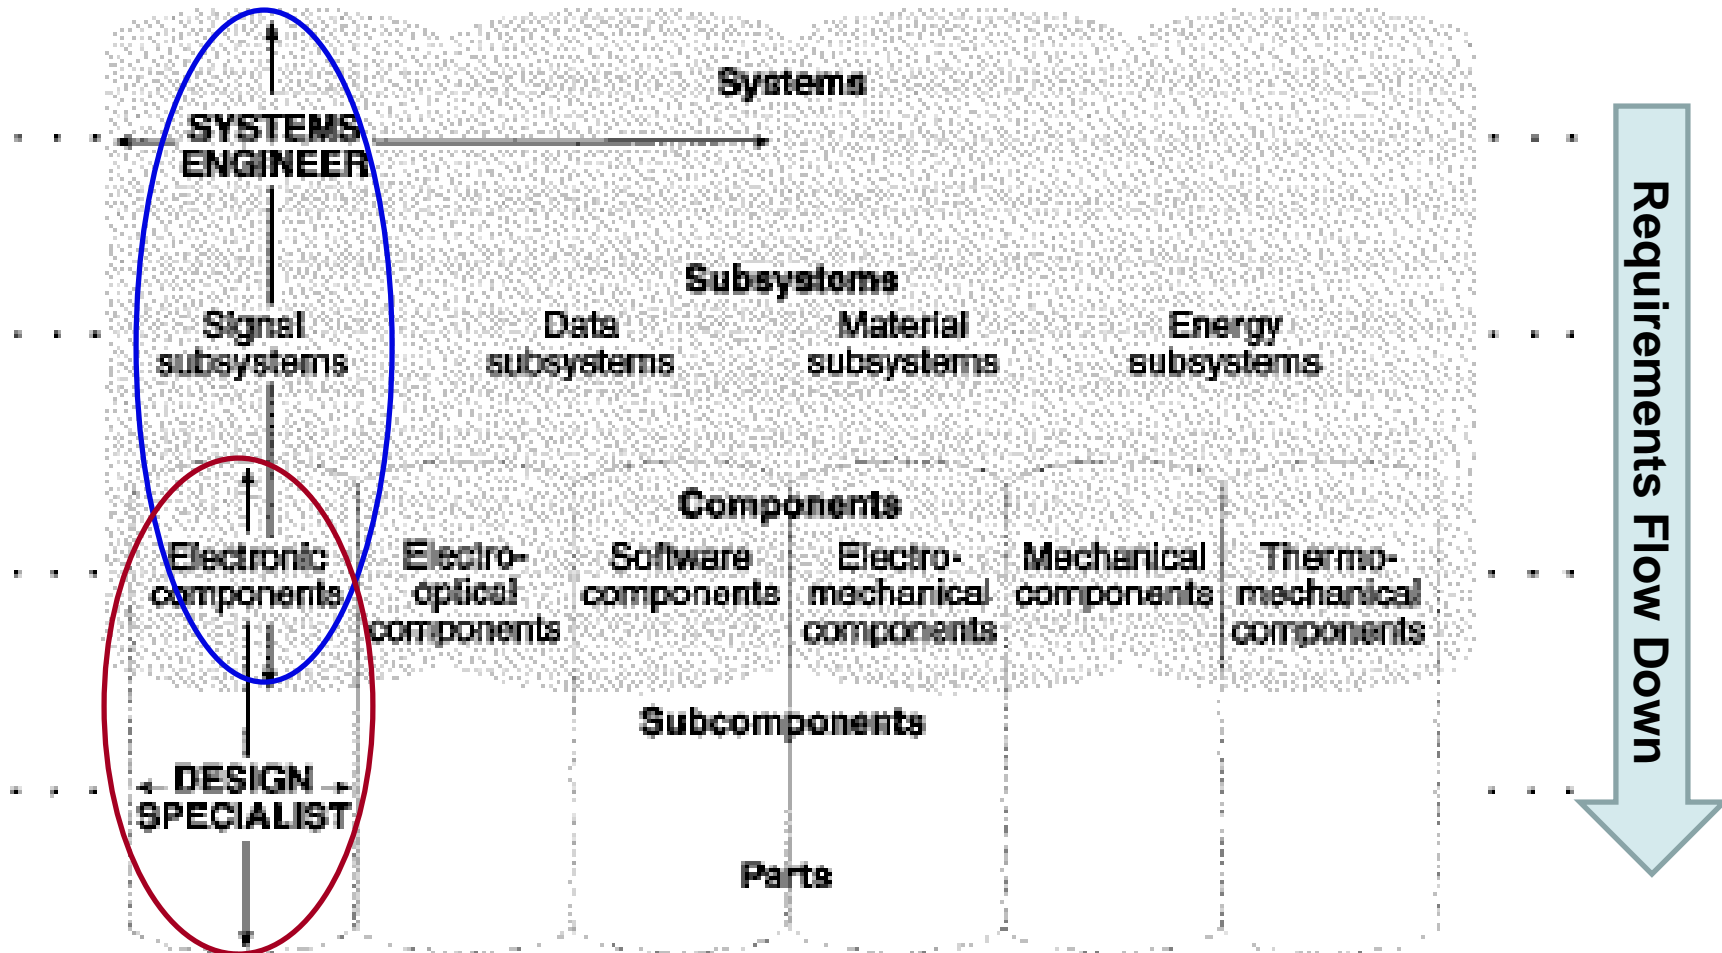 Systems
SYSTEMS
ENGINEER
Subsystems
Signal
subsystems
Data
subsystems
Material
subsystems
Energy
subsystems
Components
Electronic
components
Electro-
optical
components
Software
components
Electro-
mechanical
components
Mechanical
components
Thermo-
mechanical
components
Subcomponents
DESIGN
SPECIALIST
Parts
Requirements Flow Down